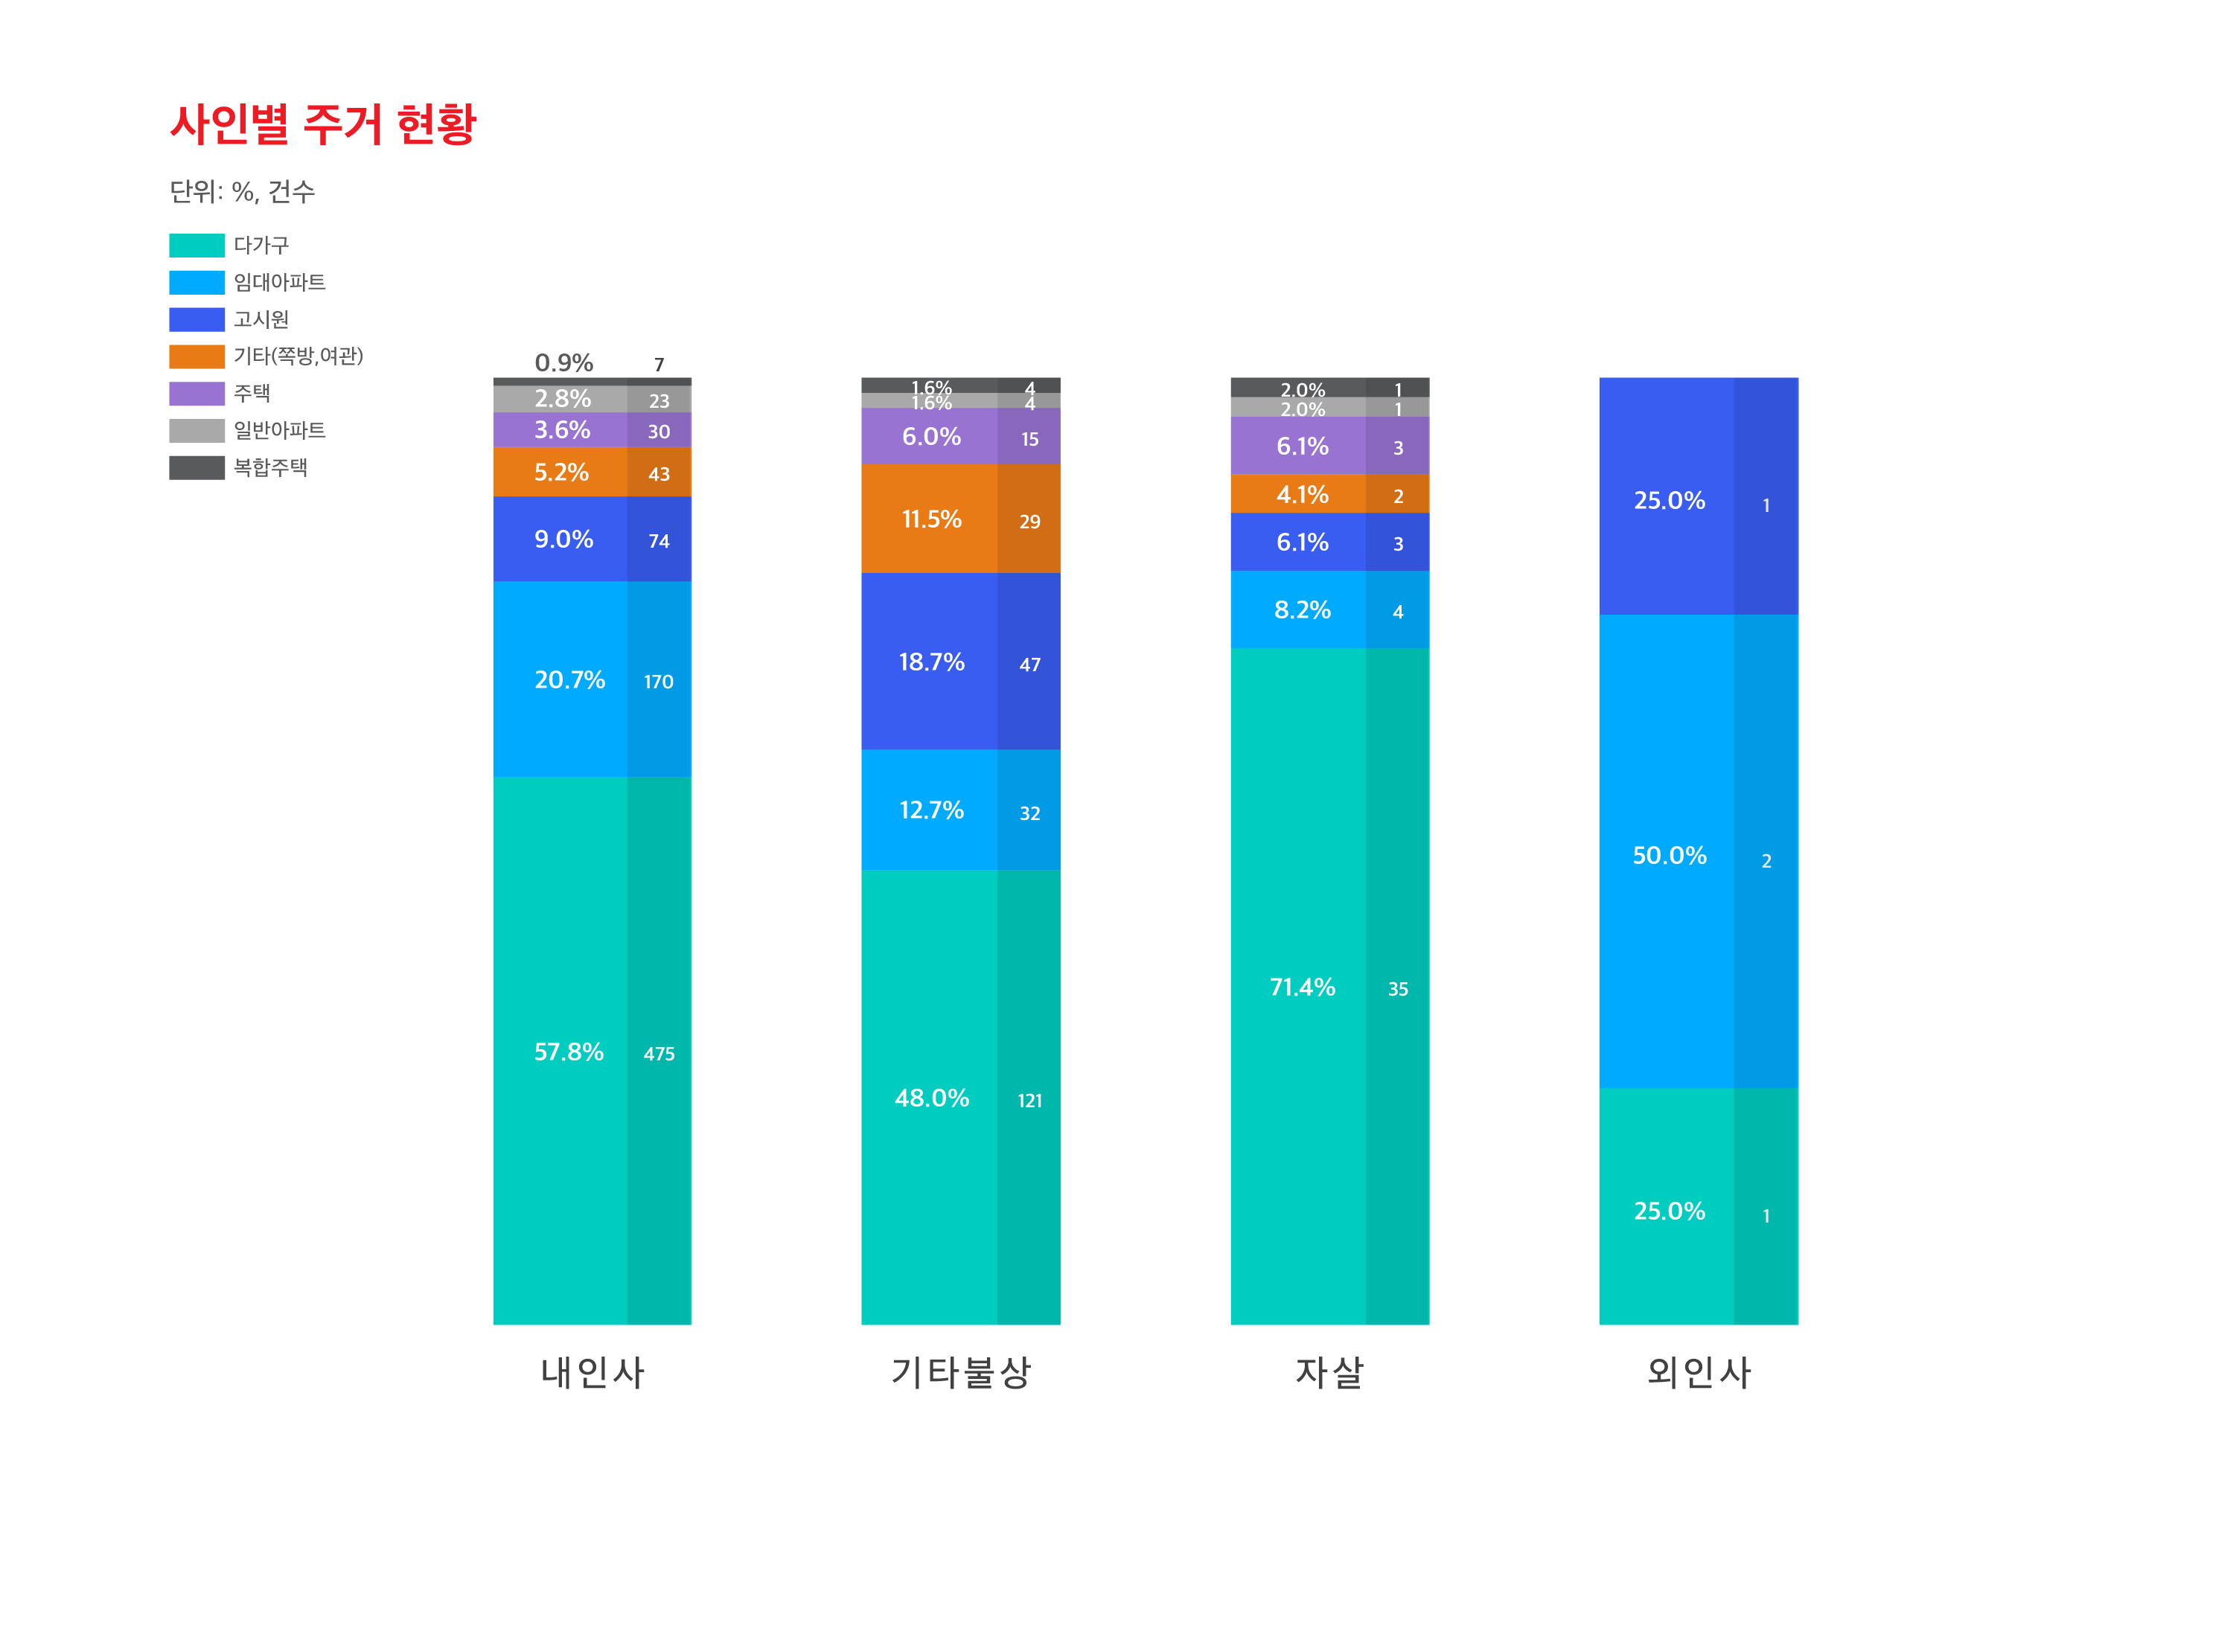 사인별 주거 현황
단위: %, 건수
다가구
임대아파트
고시원
기타(쪽방,여관)
주택
일반아파트
복합주택
0.9% 7
2.8% 23
3.6% 30
5.2% 43
9.0% 74
20.7% 170
57.8% 475
내인사
1.6% 4
1.6% 4
6.0% 15
11.5% 29
18.7% 47
12.7% 32
48.0% 121
기타불상
2.0% 1
2.0% 1
6.1% 3
4.1% 2
6.1% 3
8.2% 4
71.4% 35
자살
25.0% 1
50.0% 2
25.0% 1
외인사